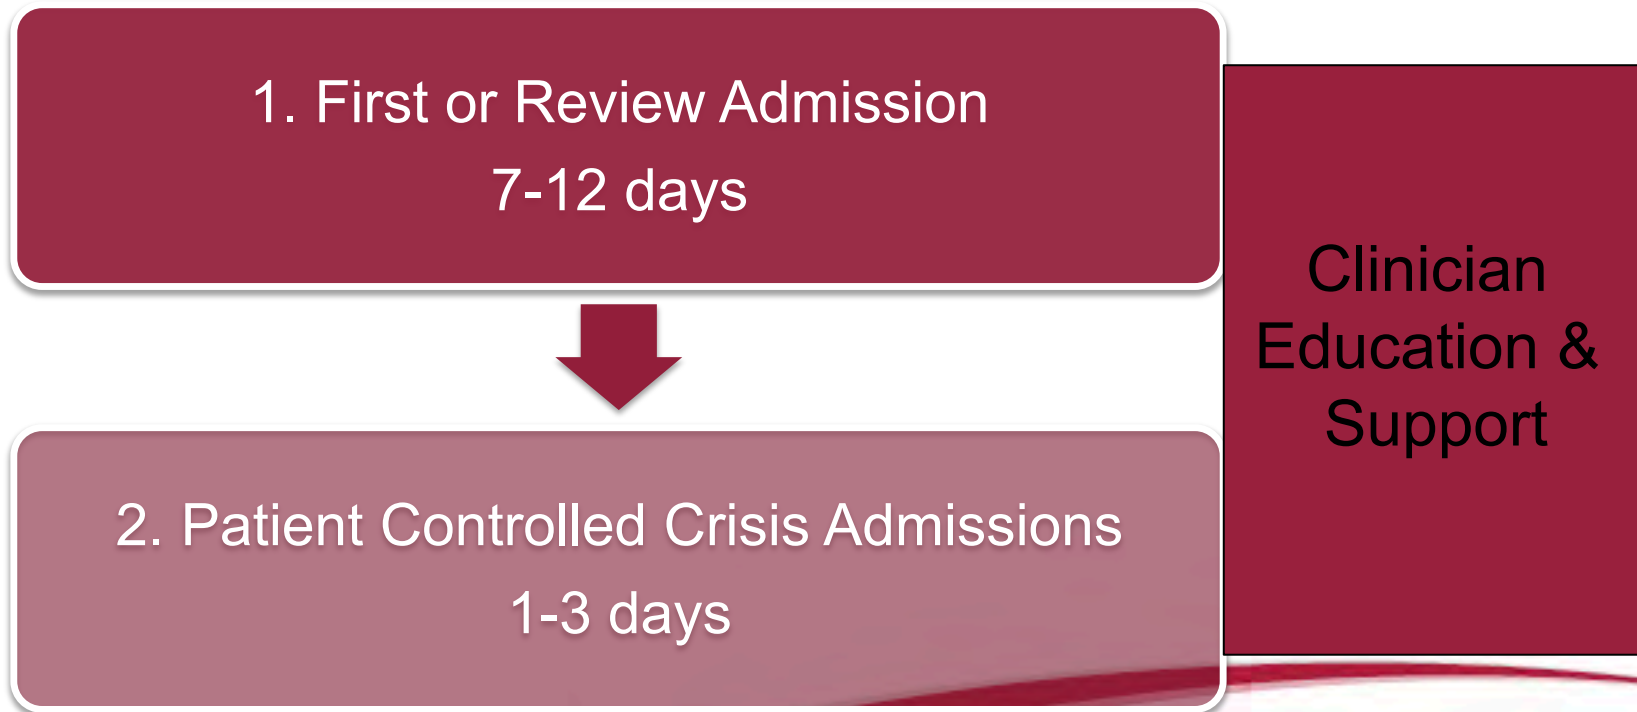 1. First or Review Admission
7-12 days
2. Patient Controlled Crisis Admissions
1-3 days
Clinician
Education &
Support